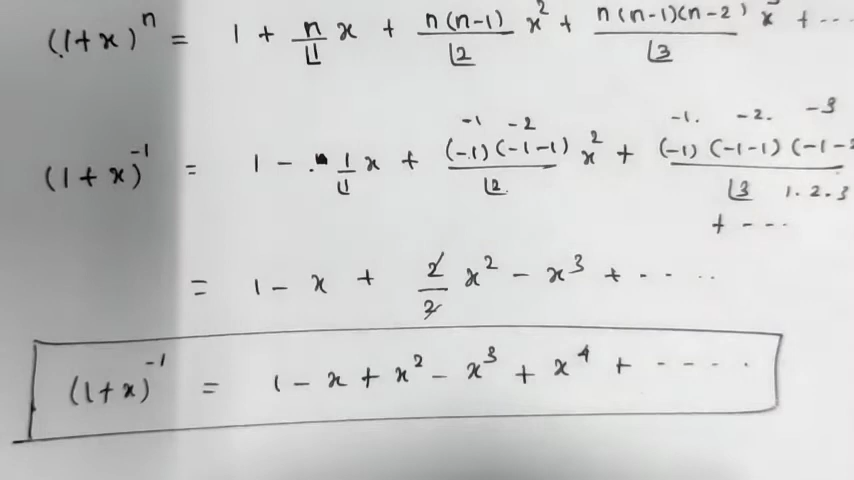 (1+x)^n = 1 + n/⌊1 x + n(n-1)/⌊2 x^2 + n(n-1)(n-2)/⌊3 x^3 + ...
-1 -2 -1. -2. -3
(1+x)^-1 = 1 - 1/⌊1 x + (-1)(-1-1)/⌊2 x^2 + (-1)(-1-1)(-1-2
1.2.3 / ⌊3
+ ---
= 1 - x + 2/2 x^2 - x^3 + ----
(1+x)^-1 = 1 - x + x^2 - x^3 + x^4 + ----